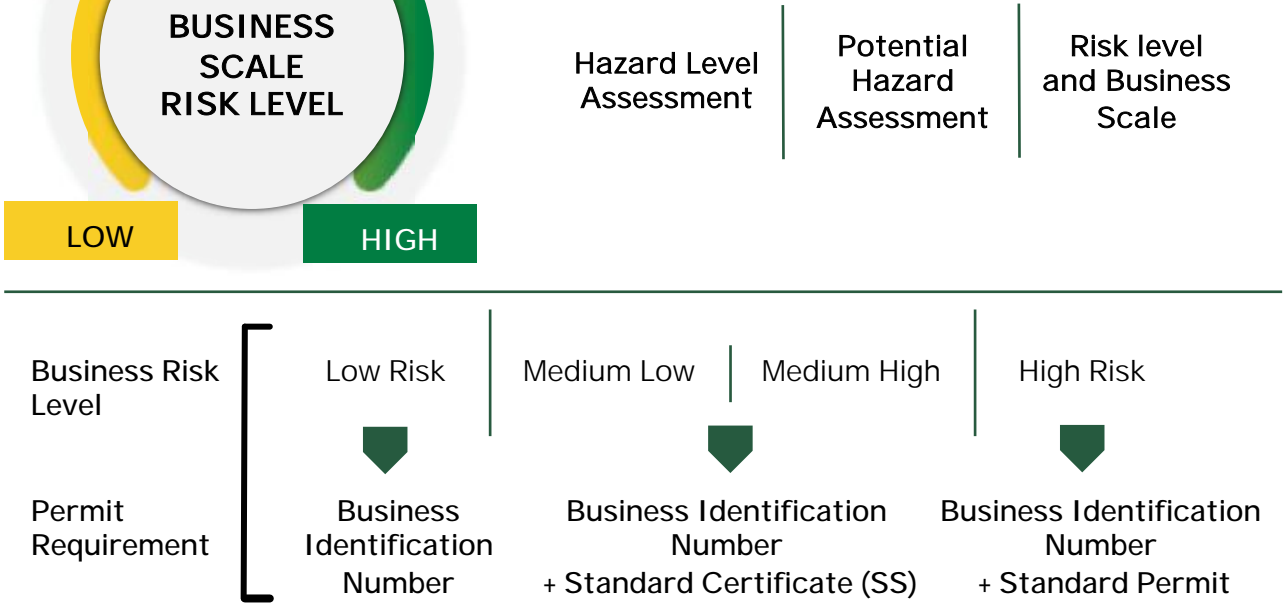 BUSINESS
SCALE
RISK LEVEL
LOW
HIGH
Hazard Level
Assessment
Potential
Hazard
Assessment
Risk level
and Business
Scale
Business Risk
Level
Low Risk
Medium Low
Medium High
High Risk
Permit
Requirement
Business
Identification
Number
Business Identification
Number
+ Standard Certificate (SS)
Business Identification
Number
+ Standard Permit